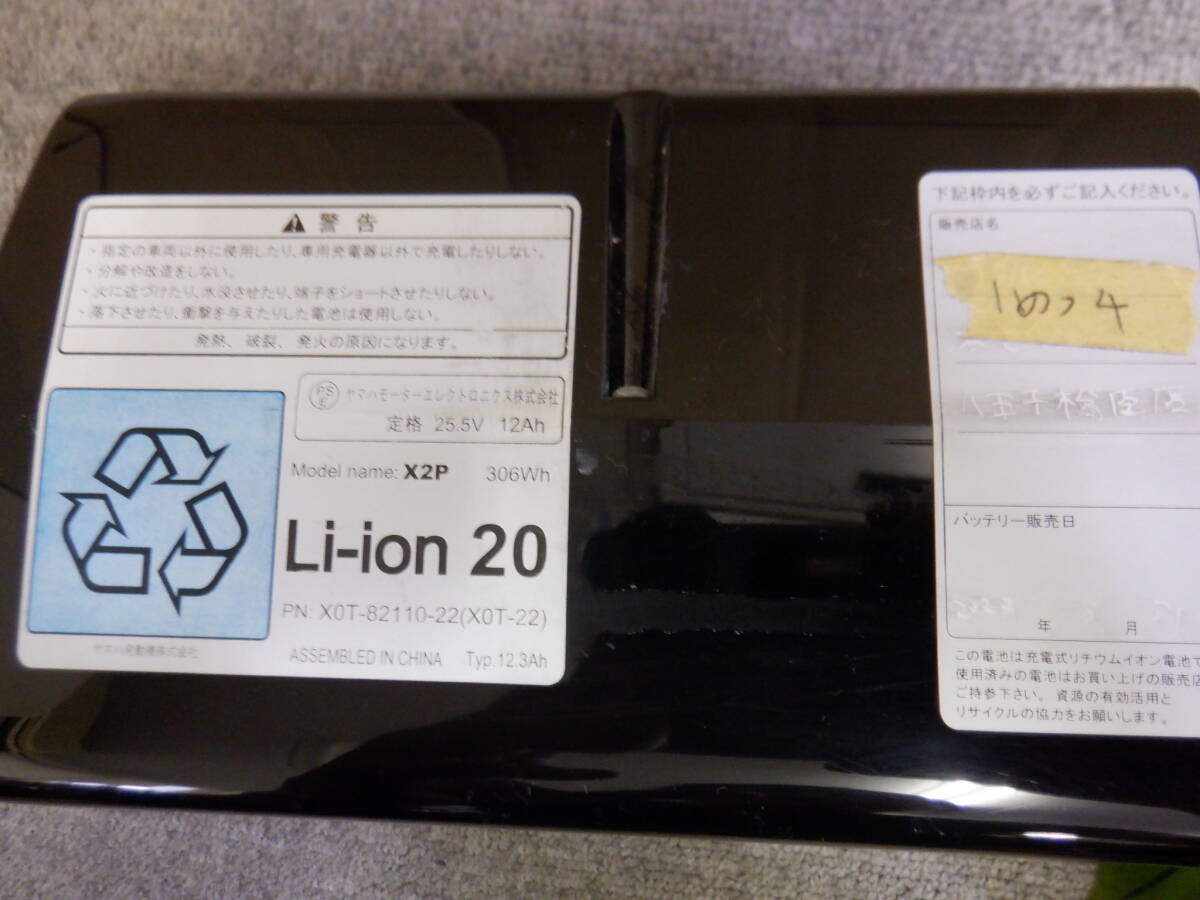 警告
・指定の車両以外に使用したり、専用充電器以外で充電したりしない。
・分解や改造をしない。
・火に近づけたり、水没させたり、端子をショートさせたりしない。
・落下させたり、衝撃を与えたりした電池は使用しない。
発熱、破裂、発火の原因になります。
PSE ヤマハモーターエレクトロニクス株式会社
定格 25.5V 12Ah
Model name: X2P 306Wh
Li-ion 20
PN: X0T-82110-22(X0T-22)
ASSEMBLED IN CHINA Typ.12.3Ah
ヤマハ発動機株式会社
下記枠内を必ずご記入ください。
販売店名
バッテリー販売日
年 月
この電池は充電式リチウムイオン電池で
使用済みの電池はお買い上げの販売店
ご持参下さい。資源の有効活用と
リサイクルの協力をお願いします。